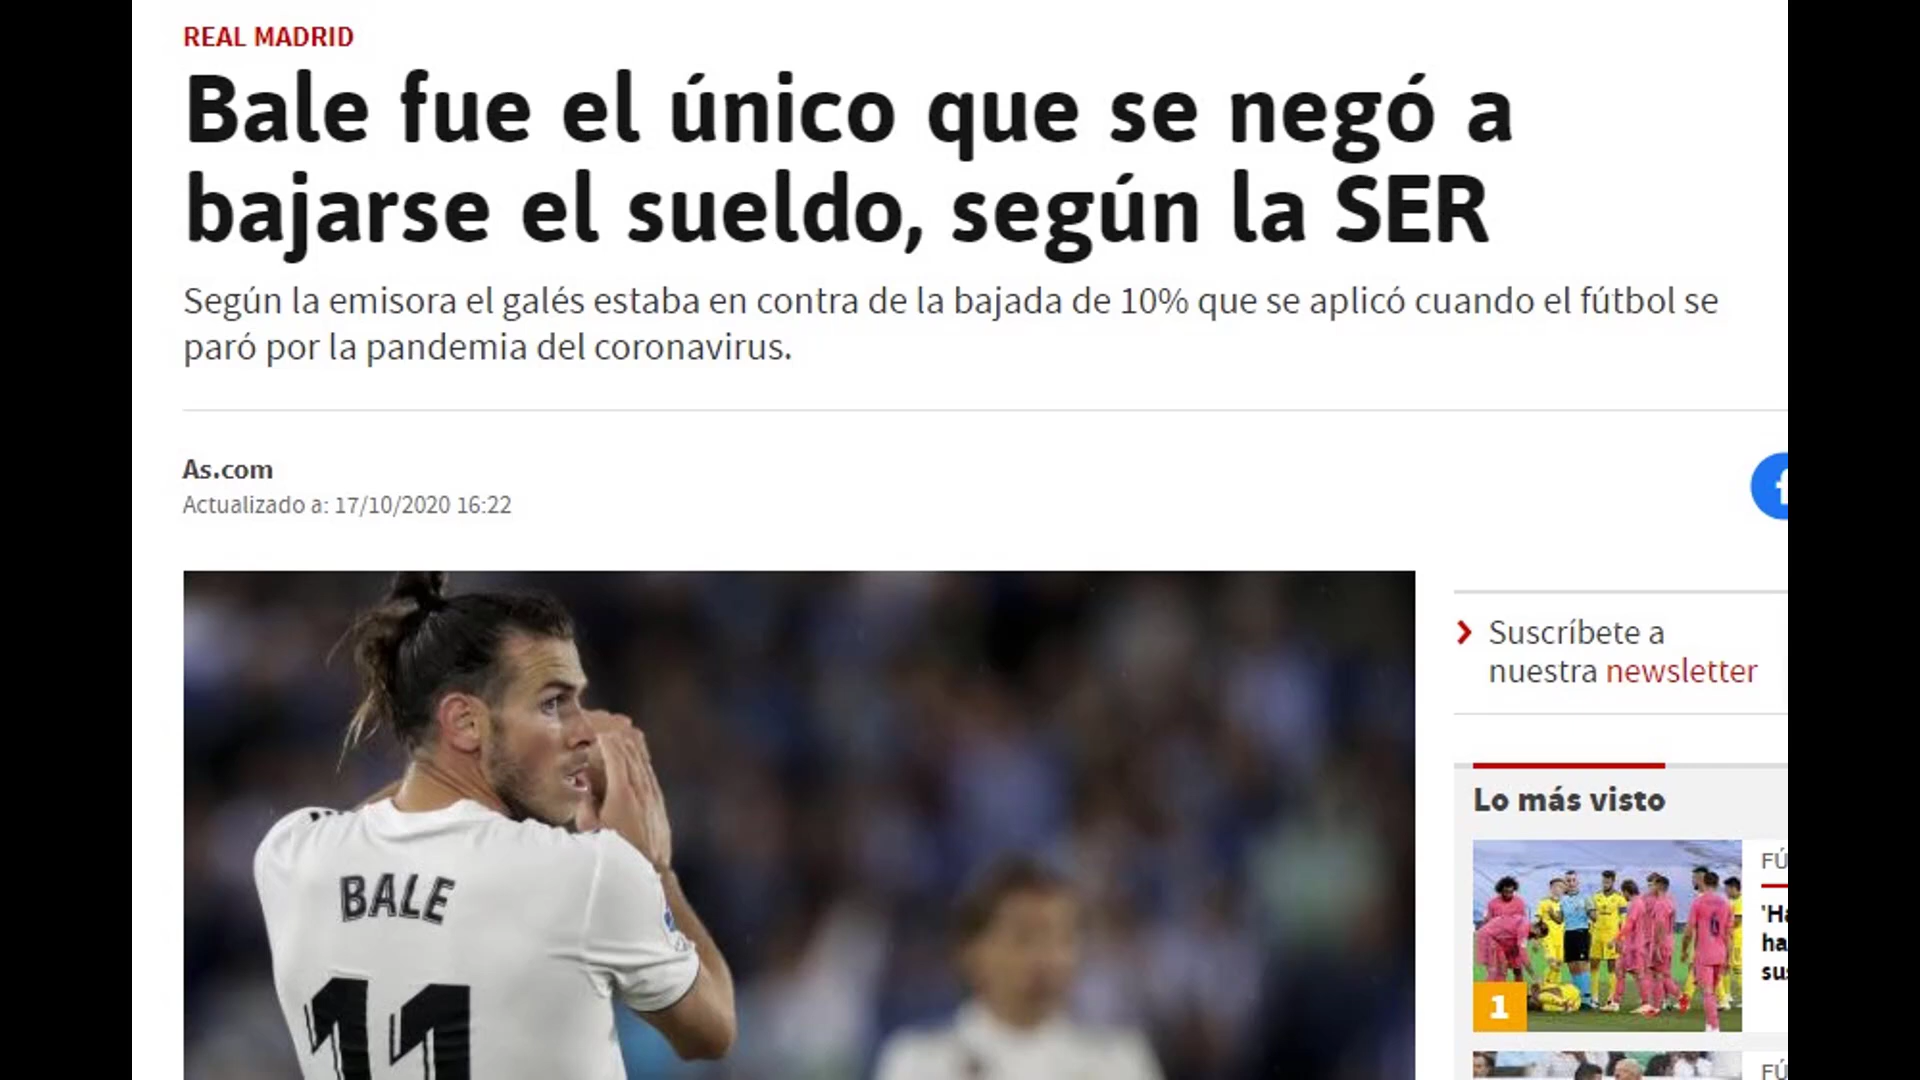 REAL MADRID
Bale fue el único que se negó a
bajarse el sueldo, según la SER
Según la emisora el galés estaba en contra de la bajada de 10% que se aplicó cuando el fútbol se
paró por la pandemia del coronavirus.
As.com
Actualizado a: 17/10/2020 16:22
Suscríbete a
nuestra newsletter
Lo más visto
BALE
11
1